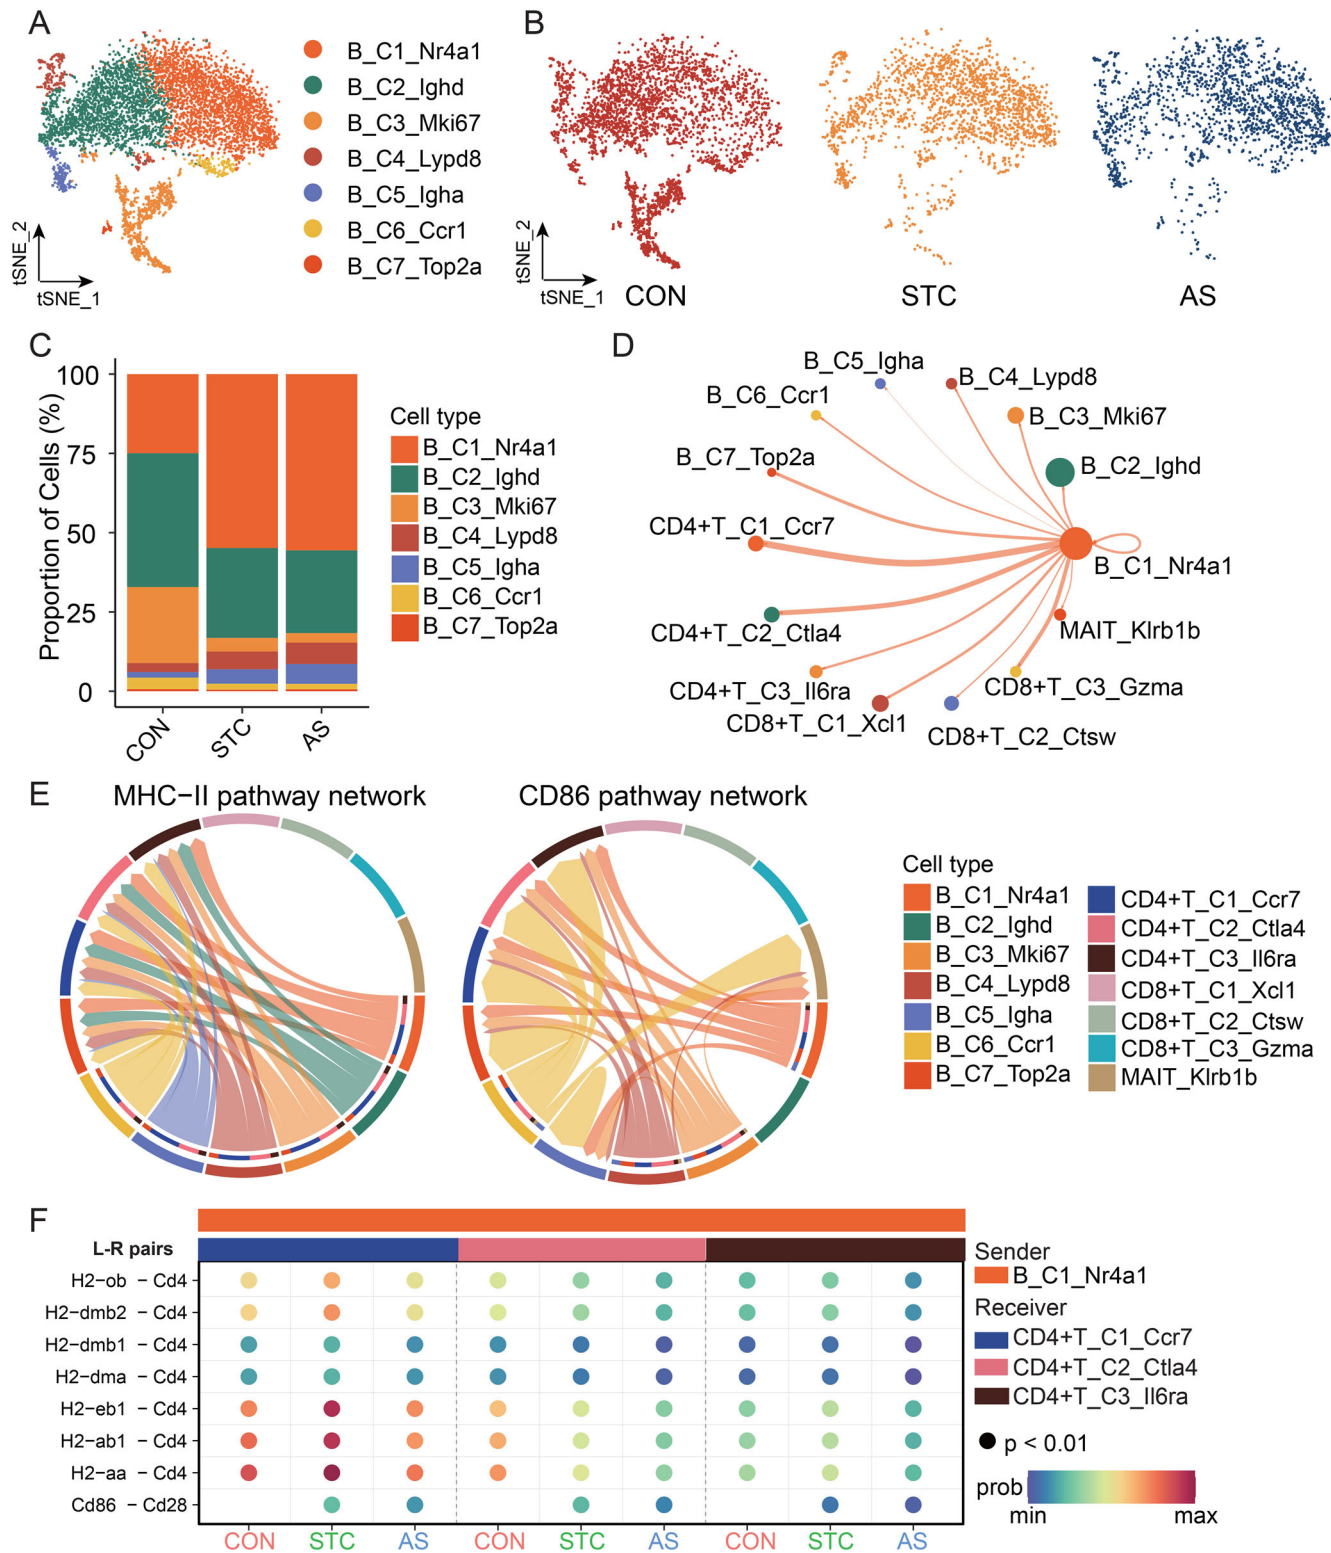 A
B_C1_Nr4a1
B_C2_Ighd
B_C3_Mki67
B_C4_Lypd8
B_C5_Igha
B_C6_Ccr1
B_C7_Top2a
tSNE_2
tSNE_1
B
tSNE_2
tSNE_1
CON
STC
AS
C
Proportion of Cells (%)
100
75
50
25
0
CON
STC
AS
Cell type
B_C1_Nr4a1
B_C2_Ighd
B_C3_Mki67
B_C4_Lypd8
B_C5_Igha
B_C6_Ccr1
B_C7_Top2a
D
B_C5_Igha
B_C4_Lypd8
B_C6_Ccr1
B_C3_Mki67
B_C7_Top2a
B_C2_Ighd
CD4+T_C1_Ccr7
B_C1_Nr4a1
CD4+T_C2_Ctla4
MAIT_Klrb1b
CD4+T_C3_Il6ra
CD8+T_C3_Gzma
CD8+T_C1_Xcl1
CD8+T_C2_Ctsw
E
MHC−II pathway network
CD86 pathway network
Cell type
B_C1_Nr4a1
B_C2_Ighd
B_C3_Mki67
B_C4_Lypd8
B_C5_Igha
B_C6_Ccr1
B_C7_Top2a
CD4+T_C1_Ccr7
CD4+T_C2_Ctla4
CD4+T_C3_Il6ra
CD8+T_C1_Xcl1
CD8+T_C2_Ctsw
CD8+T_C3_Gzma
MAIT_Klrb1b
F
L-R pairs
H2−ob − Cd4
H2−dmb2 − Cd4
H2−dmb1 − Cd4
H2−dma − Cd4
H2−eb1 − Cd4
H2−ab1 − Cd4
H2−aa − Cd4
Cd86 − Cd28
CON STC AS CON STC AS CON STC AS
Sender
B_C1_Nr4a1
Receiver
CD4+T_C1_Ccr7
CD4+T_C2_Ctla4
CD4+T_C3_Il6ra
p < 0.01
prob
min max